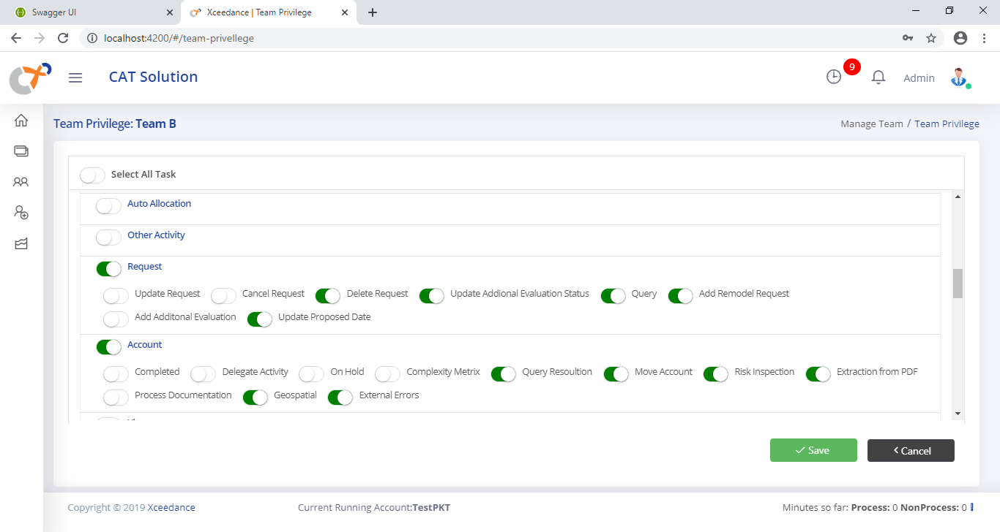 Swagger UI
Xceedance | Team Privilege
localhost:4200/#/team-privellege
CAT Solution
9
Admin
Team Privilege: Team B
Manage Team / Team Privilege
Select All Task
Auto Allocation
Other Activity
Request
Update Request Cancel Request Delete Request Update Addional Evaluation Status Query Add Remodel Request
Add Additonal Evaluation Update Proposed Date
Account
Completed Delegate Activity On Hold Complexity Metrix Query Resoultion Move Account Risk Inspection Extraction from PDF
Process Documentation Geospatial External Errors
Save
Cancel
Copyright © 2019 Xceedance
Current Running Account:TestPKT
Minutes so far: Process: 0 NonProcess: 0